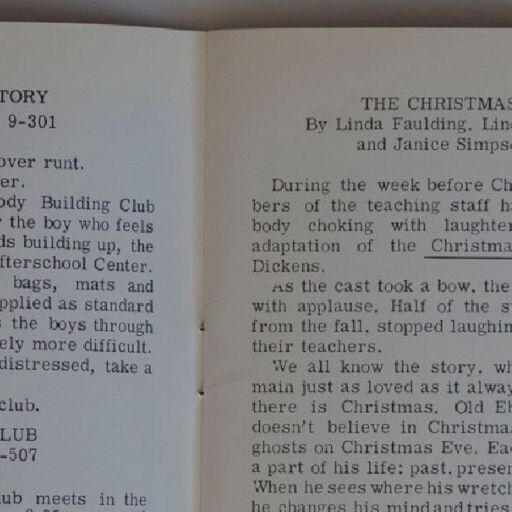 TORY
9-301
over runt.
er.
ody Building Club
the boy who feels
ds building up, the
fterschool Center.
bags, mats and
pplied as standard
the boys through
ely more difficult.
distressed, take a
club.
LUB
-507
ub meets in the
THE CHRISTMAS
By Linda Faulding, Lin
and Janice Simps
During the week before Ch
bers of the teaching staff h
body choking with laughter
adaptation of the Christma
Dickens.
As the cast took a bow, the
with applause. Half of the s
from the fall, stopped laughin
their teachers.
We all know the story, wh
main just as loved as it alway
there is Christmas. Old Eb
doesn't believe in Christma
ghosts on Christmas Eve. Ea
a part of his life: past, presen
When he sees where his wretch
he changes his mind and tries